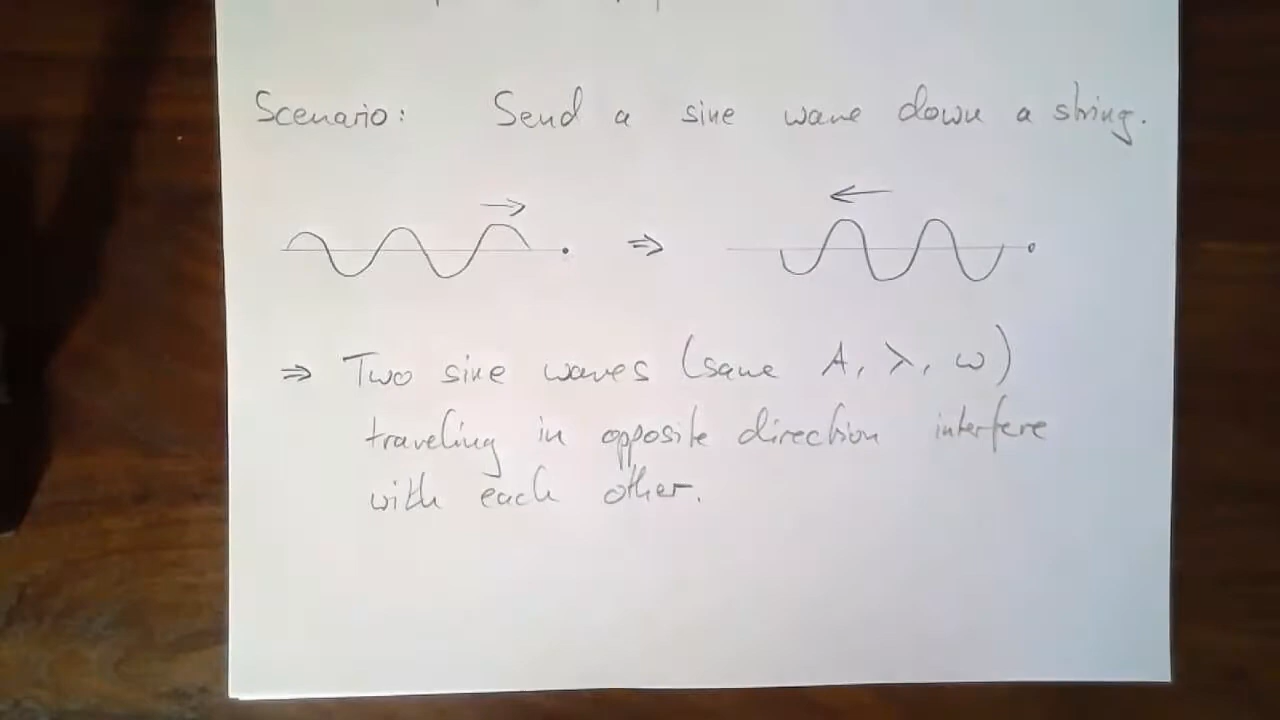 Scenario: Send a sine wave down a string.
⇒
⇒ Two sine waves (same A, λ, ω)
traveling in opposite direction interfere
with each other.